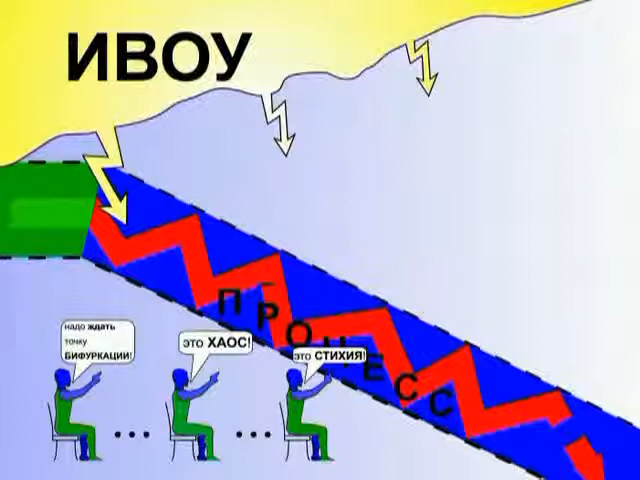 ИВОУ
ПРОЦЕСС
надо ждать
точку
БИФУРКАЦИИ!
это ХАОС!
это СТИХИЯ!